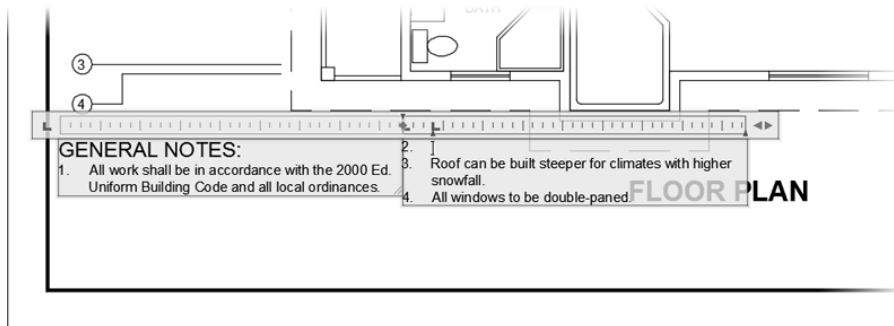 BATH
3
4
GENERAL NOTES:
1. All work shall be in accordance with the 2000 Ed.
Uniform Building Code and all local ordinances.
2.
3. Roof can be built steeper for climates with higher
snowfall.
4. All windows to be double-paned.
FLOOR PLAN